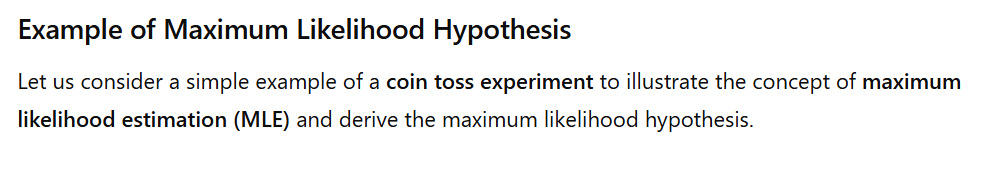 Example of Maximum Likelihood Hypothesis
Let us consider a simple example of a coin toss experiment to illustrate the concept of maximum
likelihood estimation (MLE) and derive the maximum likelihood hypothesis.